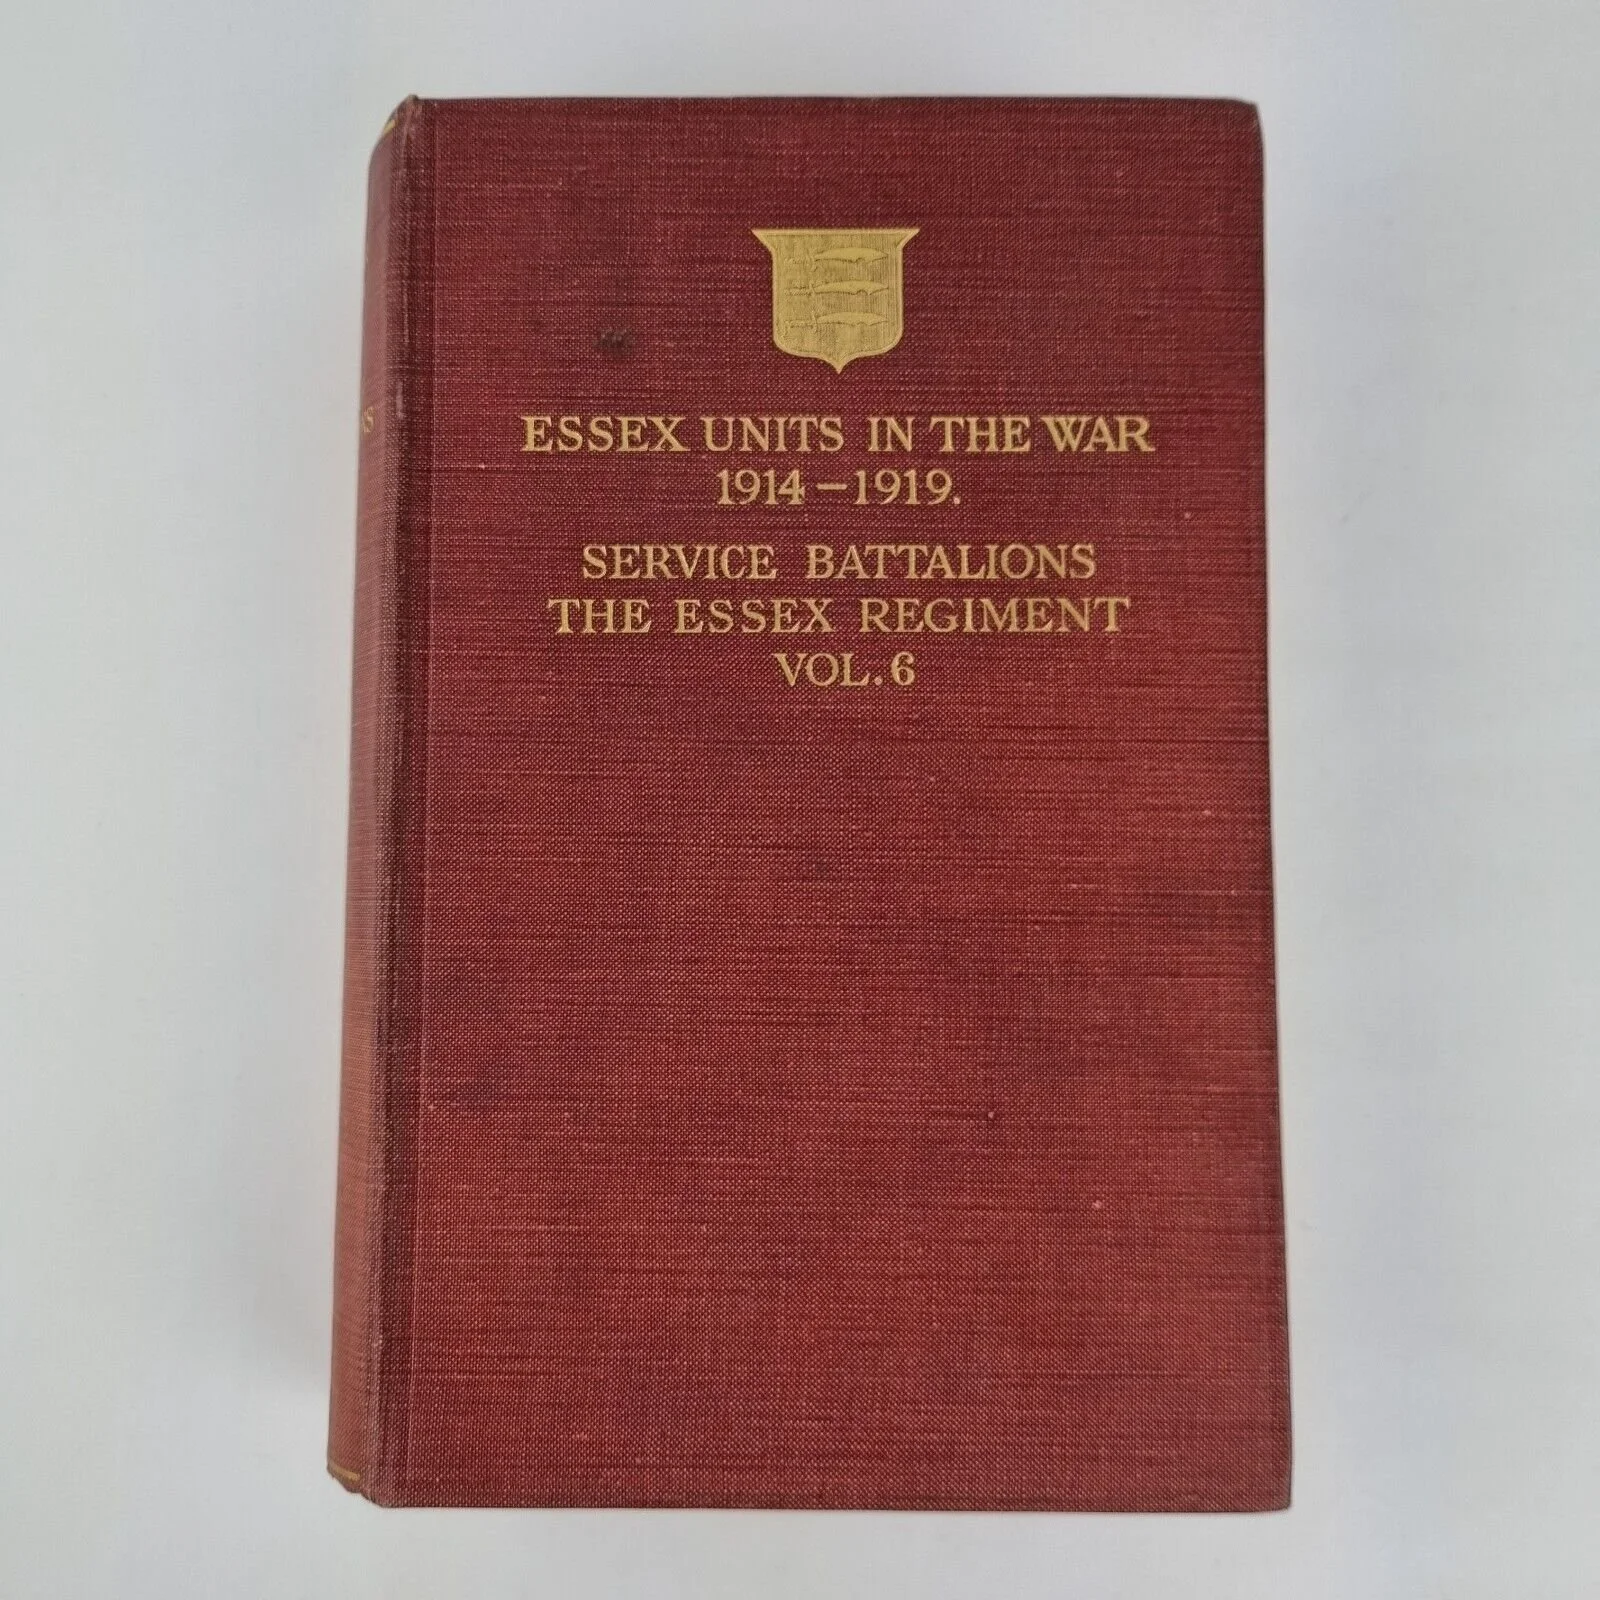 ESSEX UNITS IN THE WAR
1914–1919.
SERVICE BATTALIONS
THE ESSEX REGIMENT
VOL. 6